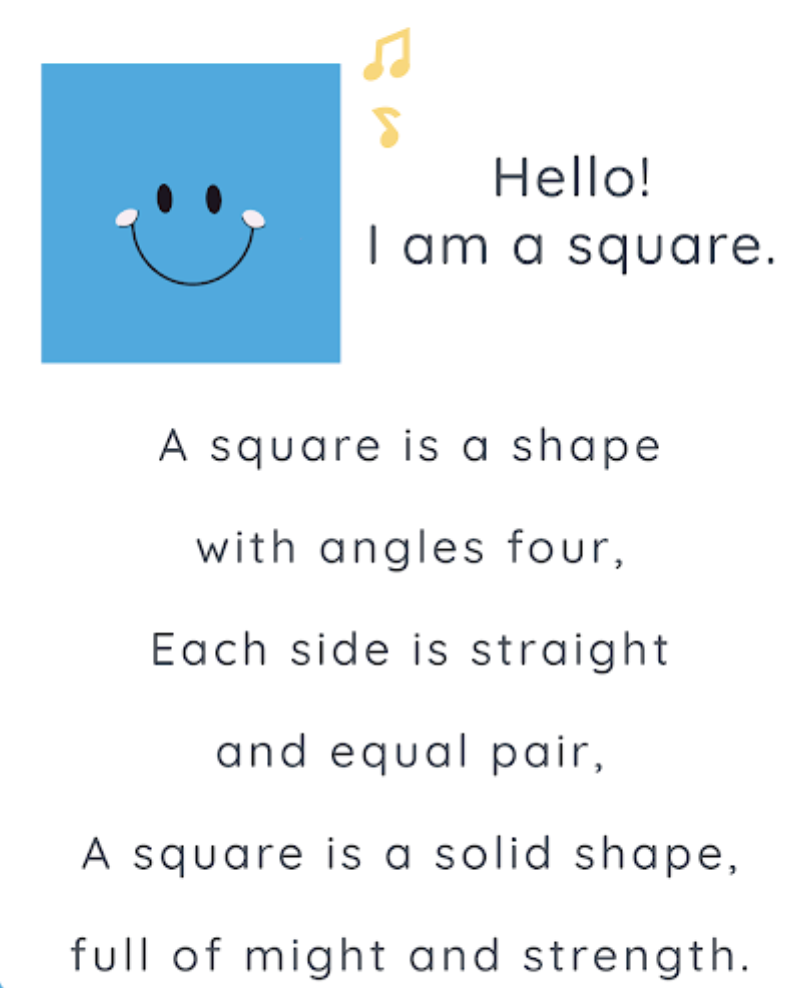 Hello!
I am a square.
A square is a shape
with angles four,
Each side is straight
and equal pair,
A square is a solid shape,
full of might and strength.